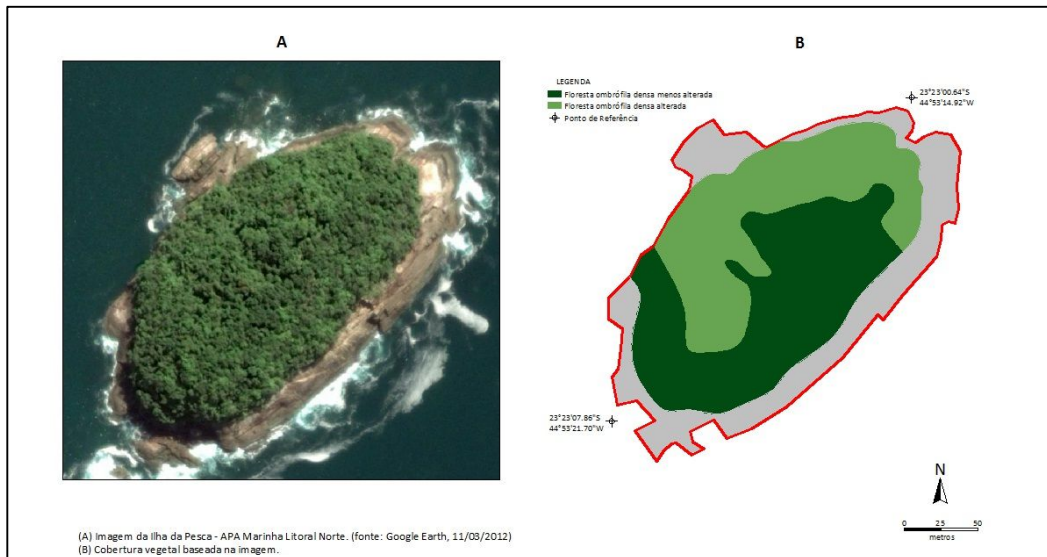 A
B
LEGENDA
Floresta ombrófila densa menos alterada
Floresta ombrófila densa alterada
Ponto de Referência
23°23'00.64"S
44°53'14.92"W
23°23'07.86"S
44°53'21.70"W
N
0 25 50
metros
(A) Imagem da Ilha da Pesca - APA Marinha Litoral Norte. (fonte: Google Earth, 11/03/2012)
(B) Cobertura vegetal baseada na imagem.